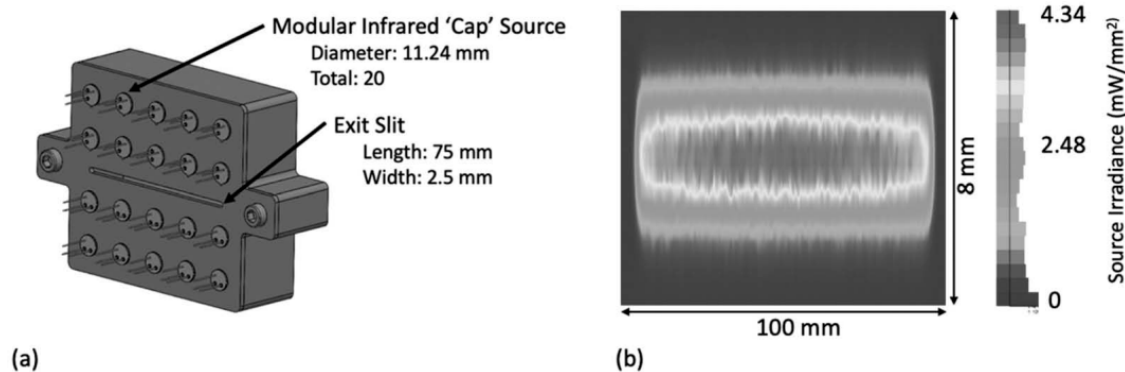 Modular Infrared ‘Cap’ Source
Diameter: 11.24 mm
Total: 20
Exit Slit
Length: 75 mm
Width: 2.5 mm
(a)
100 mm
8 mm
4.34
2.48
0
Source Irradiance (mW/mm²)
(b)